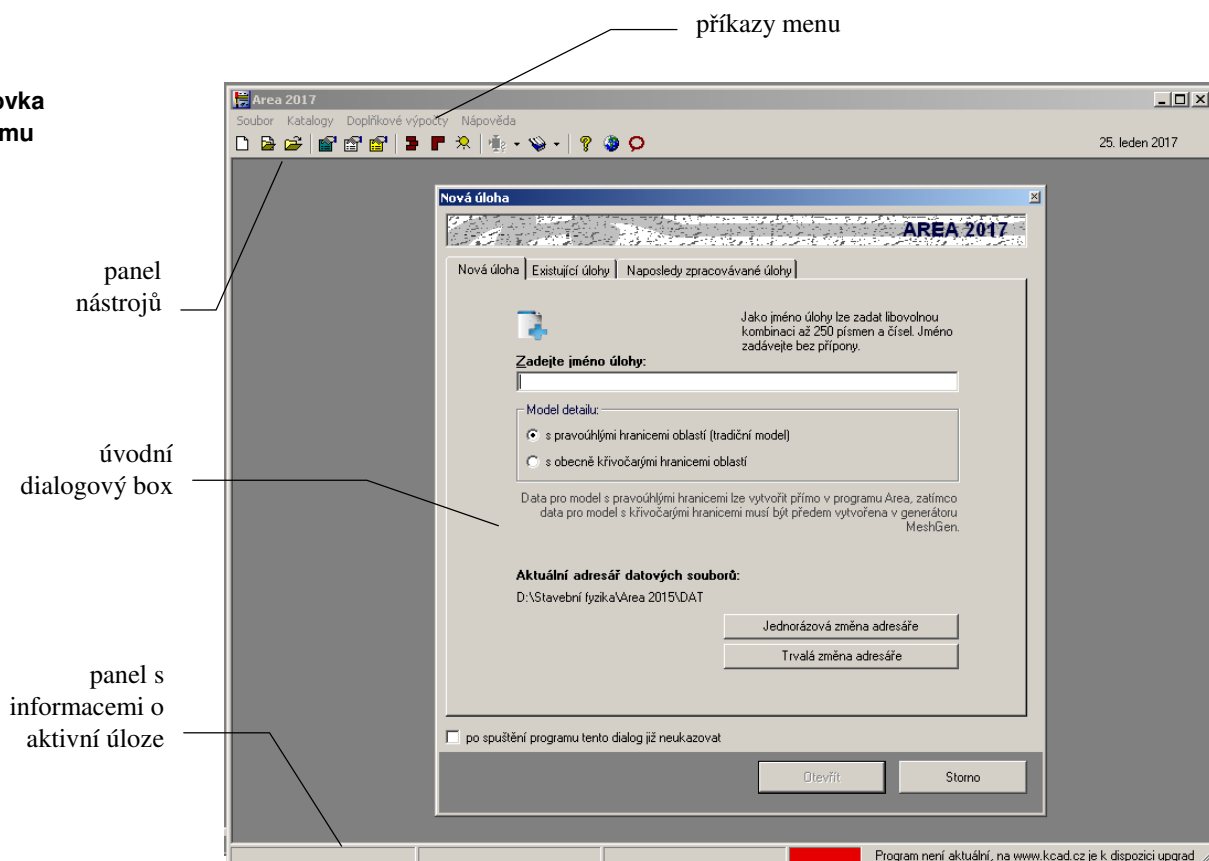 příkazy menu
ovka
mu
Area 2017
Soubor Katalogy Doplňkové výpočty Nápověda
25. leden 2017
panel
nástrojů
Nová úloha
AREA 2017
Nová úloha Existující úlohy Naposledy zpracovávané úlohy
Jako jméno úlohy lze zadat libovolnou
kombinaci až 250 písmen a čísel. Jméno
zadávejte bez přípony.
Zadejte jméno úlohy:
Model detailu:
s pravoúhlými hranicemi oblastí (tradiční model)
s obecně křivočarými hranicemi oblastí
úvodní
dialogový box
Data pro model s pravoúhlými hranicemi lze vytvořit přímo v programu Area, zatímco
data pro model s křivočarými hranicemi musí být předem vytvořena v generátoru
MeshGen.
Aktuální adresář datových souborů:
D:\Stavební fyzika\Area 2015\DAT
Jednorázová změna adresáře
Trvalá změna adresáře
panel s
informacemi o
aktivní úloze
po spuštění programu tento dialog již neukazovat
Otevřít Storno
Program není aktuální, na www.kcad.cz je k dispozici upgrad